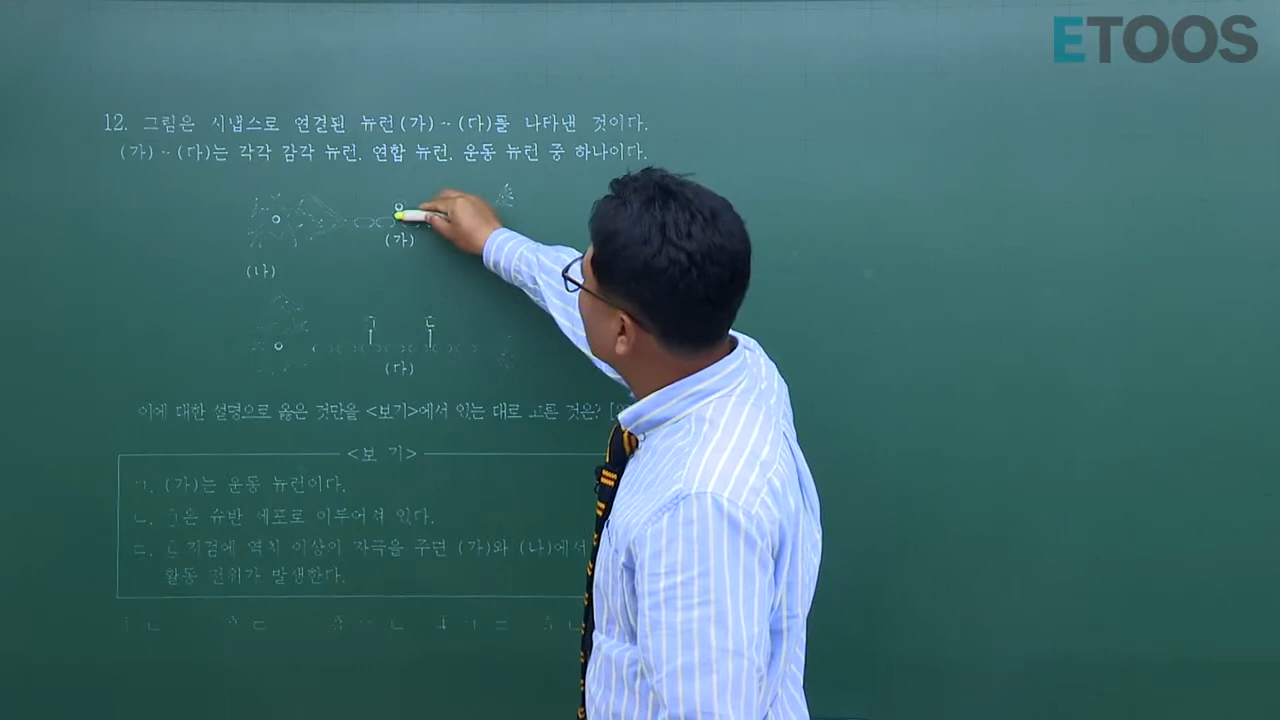 ETOOS
12. 그림은 시냅스로 연결된 뉴런(가)~(다)를 나타낸 것이다.
(가)~(다)는 각각 감각 뉴런, 연합 뉴런, 운동 뉴런 중 하나이다.
(가)
(나)
ㄱ ㄷ
(다)
이에 대한 설명으로 옳은 것만을 <보기>에서 있는 대로 고른 것은?
<보 기>
ㄱ. (가)는 운동 뉴런이다.
ㄴ. ㉠은 슈반 세포로 이루어져 있다.
ㄷ. 지점에 역치 이상의 자극을 주면 (가)와 (나)에서
활동 전위가 발생한다.